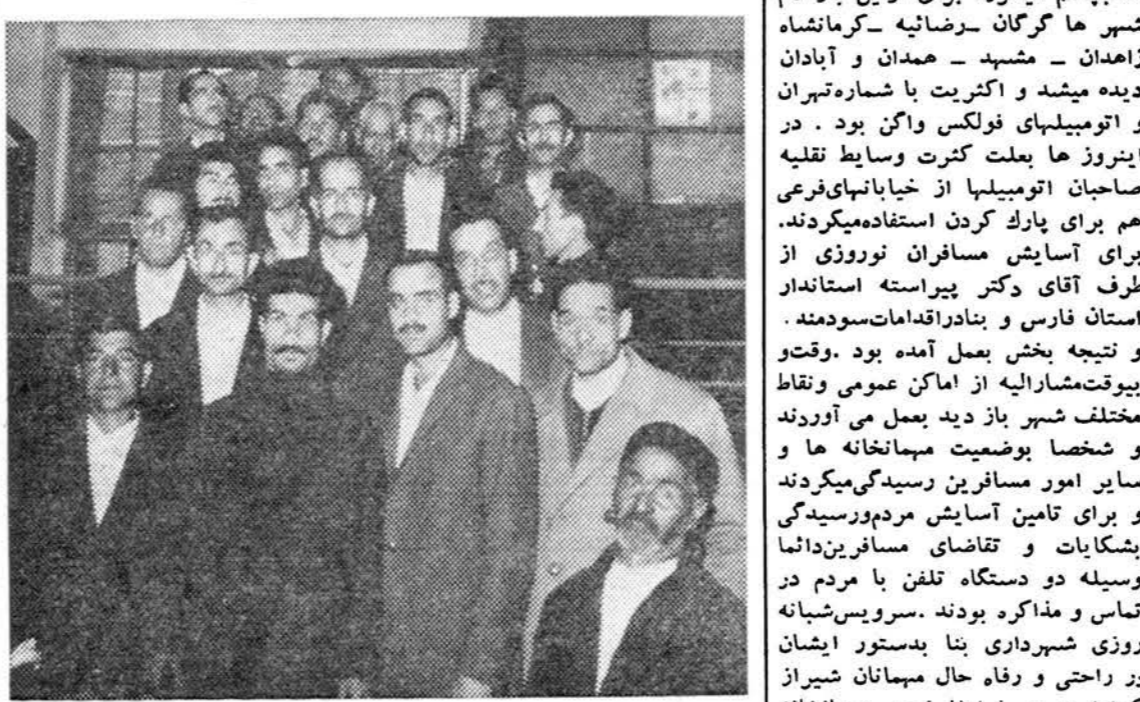 شهر ها گرگان ـ رضائیه ـ کرمانشاه
زاهدان ـ مشهد ـ همدان و آبادان
دیده میشد و اکثریت با شماره تهران
و اتومبیلهای فولکس واگن بود . در
اینروز ها بعلت کثرت وسایط نقلیه
صاحبان اتومبیلها از خیابانهای فرعی
هم برای پارك کردن استفاده میکردند.
برای آسایش مسافران نوروزی از
طرف آقای دکتر پیراسته استاندار
استان فارس و بنادر اقدامات سودمند .
و نتیجه بخش بعمل آمده بود .وقت و
بیوقت مشارالیه از اماکن عمومی و نقاط
مختلف شهر باز دید بعمل می آوردند
و شخصا بوضعیت مهمانخانه ها و
سایر امور مسافرین رسیدگی میکردند
و برای تامین آسایش مردم ورسیدگی
بشکایات و تقاضای مسافرین دائما
وسیله دو دستگاه تلفن با مردم در
تماس و مذاکره بودند .سرویس شبانه
روزی شهرداری بنا بدستور ایشان
در راحتی و رفاه حال مهمانان شیراز